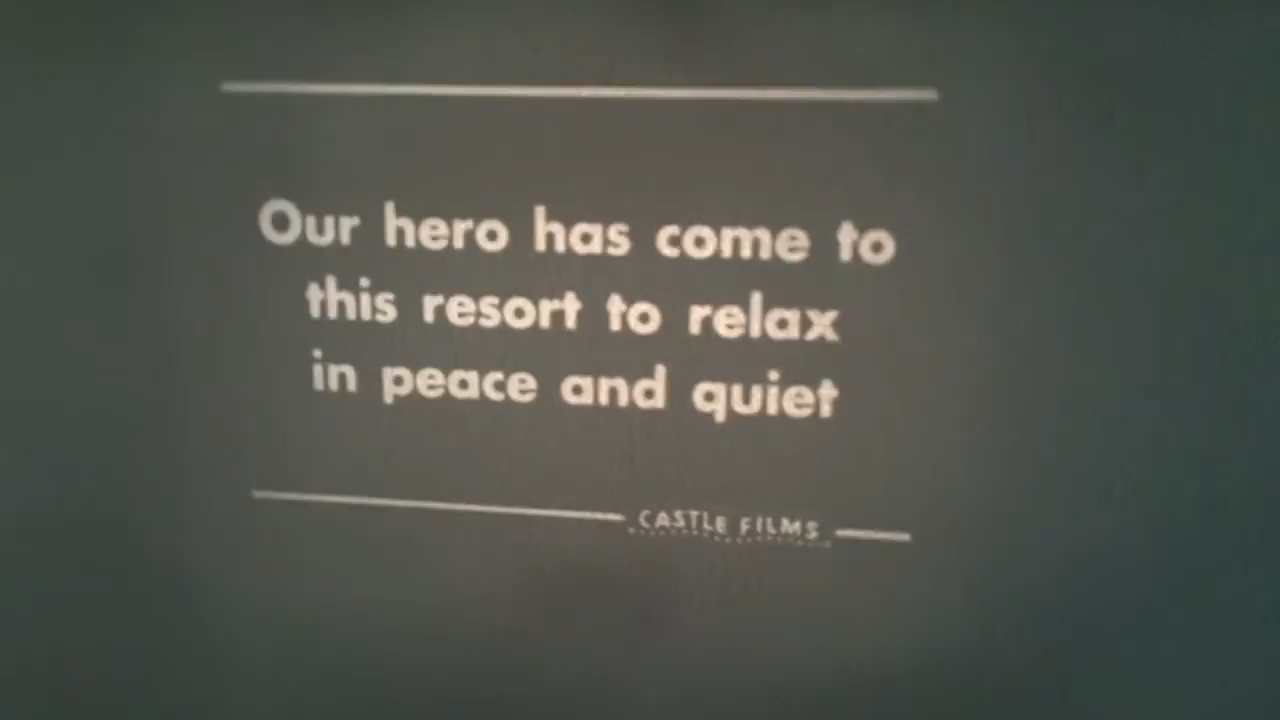 Our hero has come to
this resort to relax
in peace and quiet
CASTLE FILMS